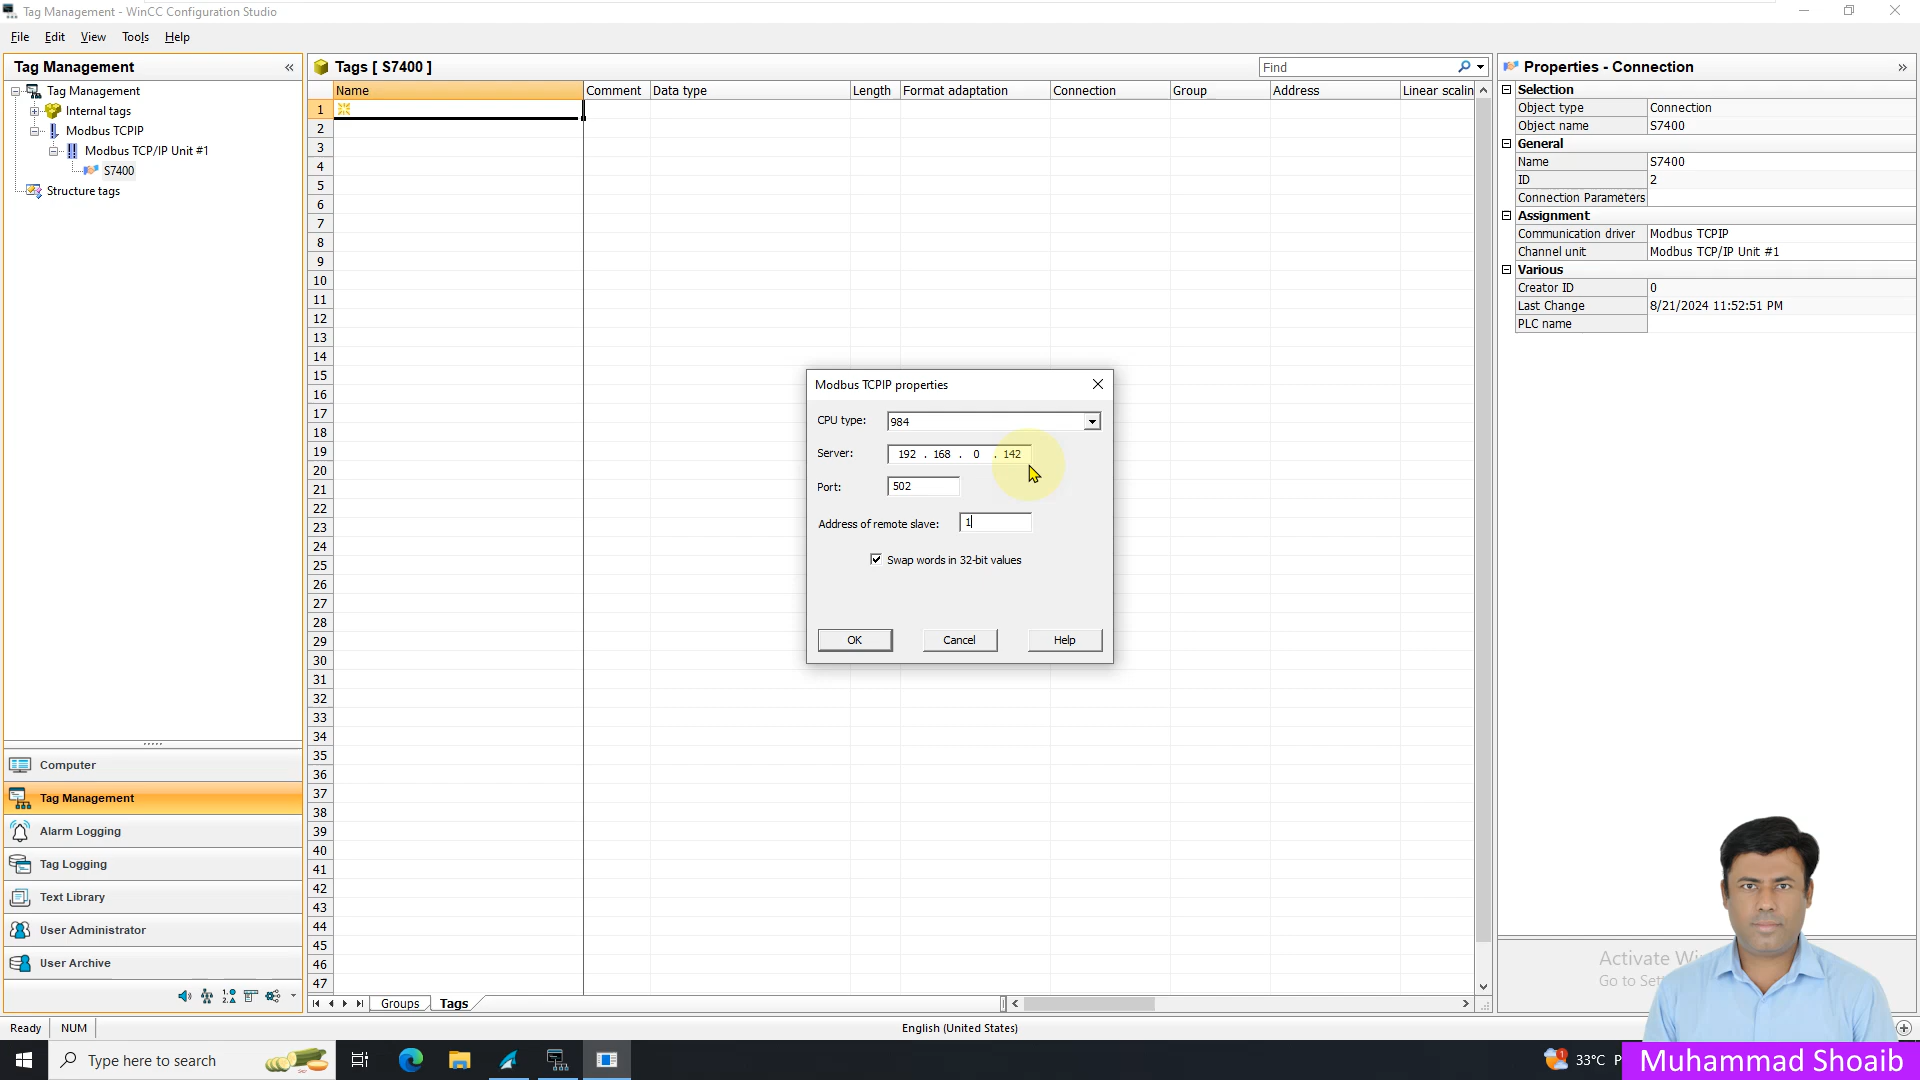 Tag Management - WinCC Configuration Studio
File Edit View Tools Help
Tag Management «
Tag Management
Internal tags
Modbus TCPIP
Modbus TCP/IP Unit #1
S7400
Structure tags
Computer
Tag Management
Alarm Logging
Tag Logging
Text Library
User Administrator
User Archive
Tags [ S7400 ]
Find
Name Comment Data type Length Format adaptation Connection Group Address Linear scalin
1
2
3
4
5
6
7
8
9
10
11
12
13
14
15
16
17
18
19
20
21
22
23
24
25
26
27
28
29
30
31
32
33
34
35
36
37
38
39
40
41
42
43
44
45
46
47
Groups Tags
Modbus TCPIP properties
CPU type: 984
Server: 192 . 168 . 0 . 142
Port: 502
Address of remote slave: 1
Swap words in 32-bit values
OK Cancel Help
Properties - Connection »
Selection
Object type Connection
Object name S7400
General
Name S7400
ID 2
Connection Parameters
Assignment
Communication driver Modbus TCPIP
Channel unit Modbus TCP/IP Unit #1
Various
Creator ID 0
Last Change 8/21/2024 11:52:51 PM
PLC name
Activate Wi
Go to Set
Ready NUM English (United States)
Type here to search
33°C P
Muhammad Shoaib